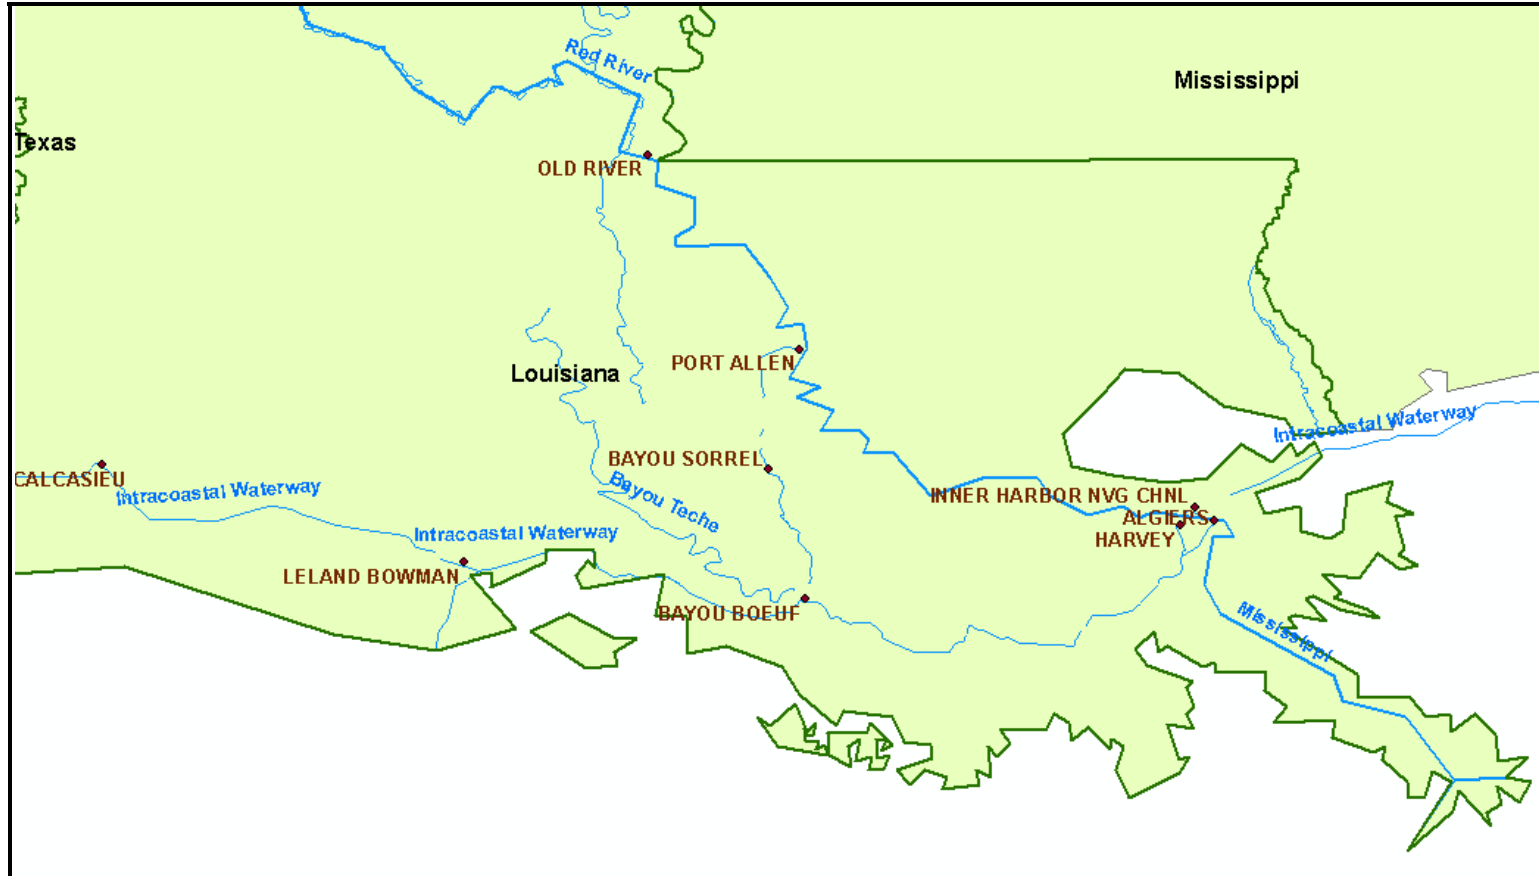 Red River
Mississippi
Texas
OLD RIVER
PORT ALLEN
Louisiana
Intracoastal Waterway
BAYOU SORREL
CALCASIEU
Intracoastal Waterway
Bayou Teche
INNER HARBOR NVG CHNL
ALGIERS
HARVEY
Intracoastal Waterway
LELAND BOWMAN
BAYOU BOEUF
Mississippi